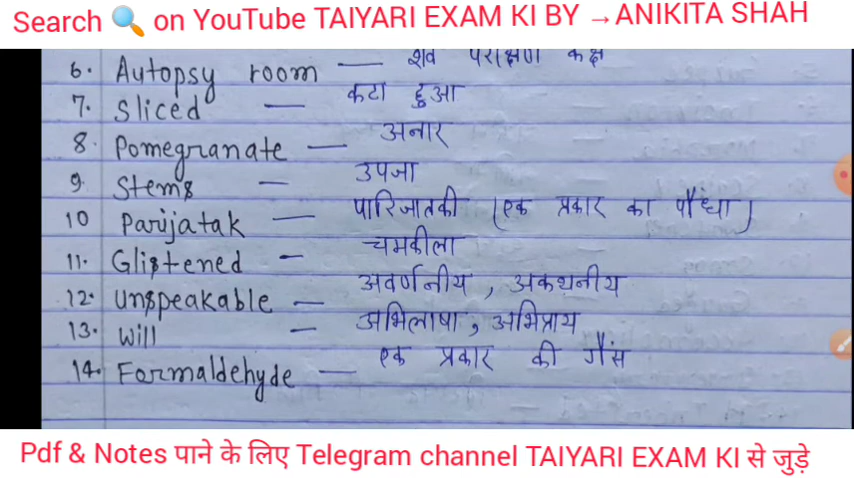 Search 🔍 on YouTube TAIYARI EXAM KI BY →ANIKITA SHAH
6. Autopsy room — शव परीक्षण कक्ष
7. Sliced — कटा हुआ
8. Pomegranate — अनार
9. Stems — उपजा
10 Parijatak — पारिजातकी (एक प्रकार का पौंधा)
11. Glistened — चमकीला
12. Unspeakable — अवर्णनीय, अकथनीय
13. Will — अभिलाषा, अभिप्राय
14. Formaldehyde — एक प्रकार की गैंस
Pdf & Notes पाने के लिए Telegram channel TAIYARI EXAM KI से जुड़े